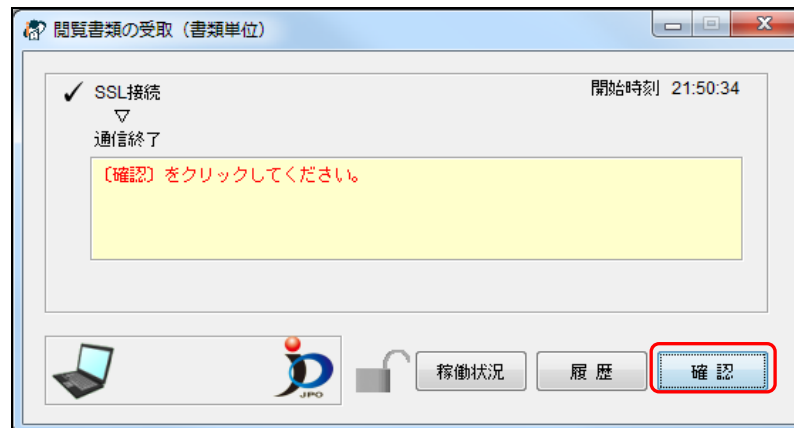 閲覧書類の受取（書類単位）
SSL接続
開始時刻 21:50:34
▽
通信終了
〔確認〕をクリックしてください。
JPO
稼働状況
履 歴
確 認